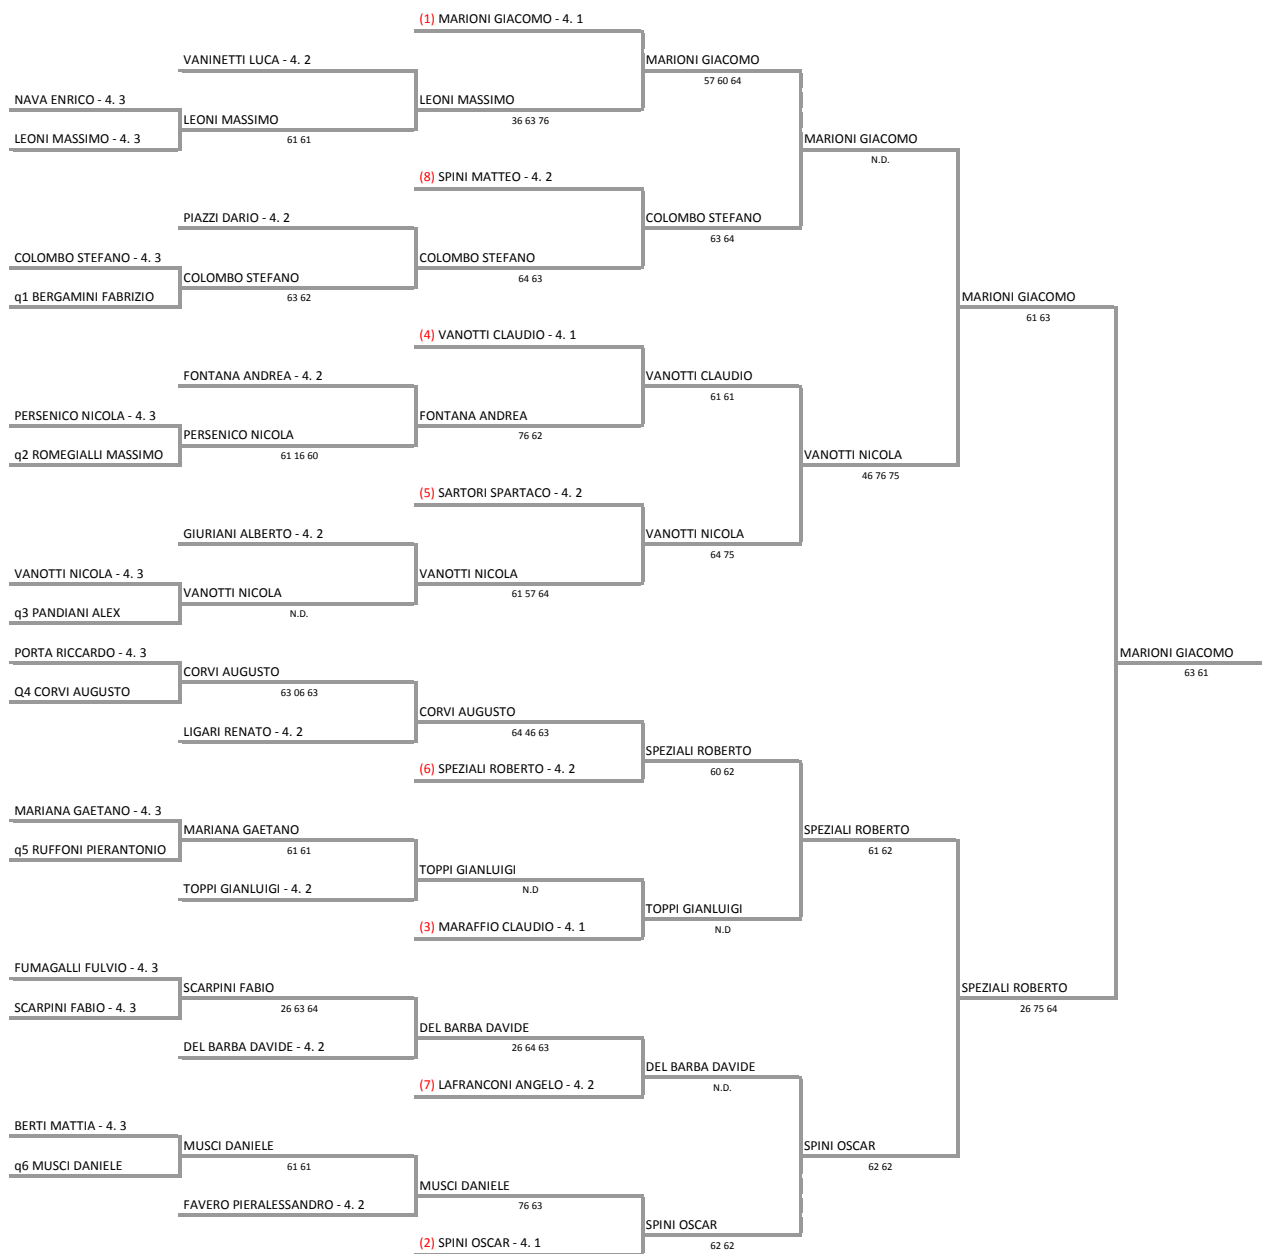 (1) MARIONI GIACOMO - 4. 1
VANINETTI LUCA - 4. 2
MARIONI GIACOMO
57 60 64
NAVA ENRICO - 4. 3
LEONI MASSIMO
LEONI MASSIMO
36 63 76
LEONI MASSIMO - 4. 3
61 61
MARIONI GIACOMO
N.D.
(8) SPINI MATTEO - 4. 2
PIAZZI DARIO - 4. 2
COLOMBO STEFANO
63 64
COLOMBO STEFANO - 4. 3
COLOMBO STEFANO
COLOMBO STEFANO
64 63
q1 BERGAMINI FABRIZIO
63 62
MARIONI GIACOMO
61 63
(4) VANOTTI CLAUDIO - 4. 1
FONTANA ANDREA - 4. 2
VANOTTI CLAUDIO
61 61
PERSENICO NICOLA - 4. 3
FONTANA ANDREA
PERSENICO NICOLA
76 62
q2 ROMEGIALLI MASSIMO
61 16 60
VANOTTI NICOLA
46 76 75
(5) SARTORI SPARTACO - 4. 2
GIURIANI ALBERTO - 4. 2
VANOTTI NICOLA
64 75
VANOTTI NICOLA - 4. 3
VANOTTI NICOLA
VANOTTI NICOLA
61 57 64
q3 PANDIANI ALEX
N.D.
PORTA RICCARDO - 4. 3
MARIONI GIACOMO
63 61
CORVI AUGUSTO
Q4 CORVI AUGUSTO
63 06 63
CORVI AUGUSTO
64 46 63
LIGARI RENATO - 4. 2
SPEZIALI ROBERTO
60 62
(6) SPEZIALI ROBERTO - 4. 2
MARIANA GAETANO - 4. 3
MARIANA GAETANO
SPEZIALI ROBERTO
61 62
q5 RUFFONI PIERANTONIO
61 61
TOPPI GIANLUIGI
N.D
TOPPI GIANLUIGI - 4. 2
TOPPI GIANLUIGI
N.D
(3) MARAFFIO CLAUDIO - 4. 1
FUMAGALLI FULVIO - 4. 3
SCARPINI FABIO
SPEZIALI ROBERTO
26 75 64
SCARPINI FABIO - 4. 3
26 63 64
DEL BARBA DAVIDE
26 64 63
DEL BARBA DAVIDE - 4. 2
DEL BARBA DAVIDE
N.D.
(7) LAFRANCONI ANGELO - 4. 2
BERTI MATTIA - 4. 3
MUSCI DANIELE
SPINI OSCAR
62 62
q6 MUSCI DANIELE
61 61
MUSCI DANIELE
76 63
FAVERO PIERALESSANDRO - 4. 2
SPINI OSCAR
62 62
(2) SPINI OSCAR - 4. 1